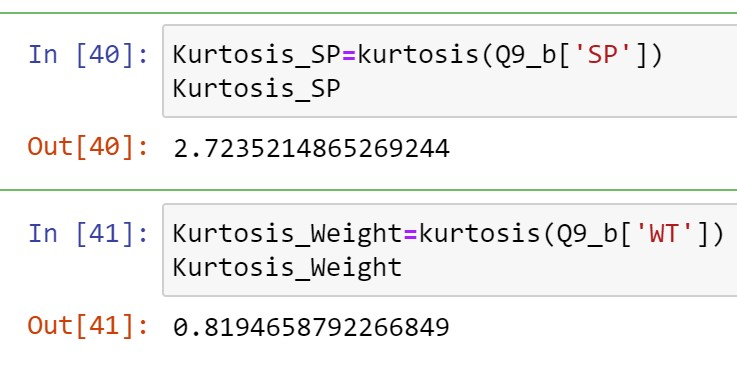 In [40]: Kurtosis_SP=kurtosis(Q9_b['SP'])
Kurtosis_SP
Out[40]: 2.7235214865269244
In [41]: Kurtosis_Weight=kurtosis(Q9_b['WT'])
Kurtosis_Weight
Out[41]: 0.8194658792266849